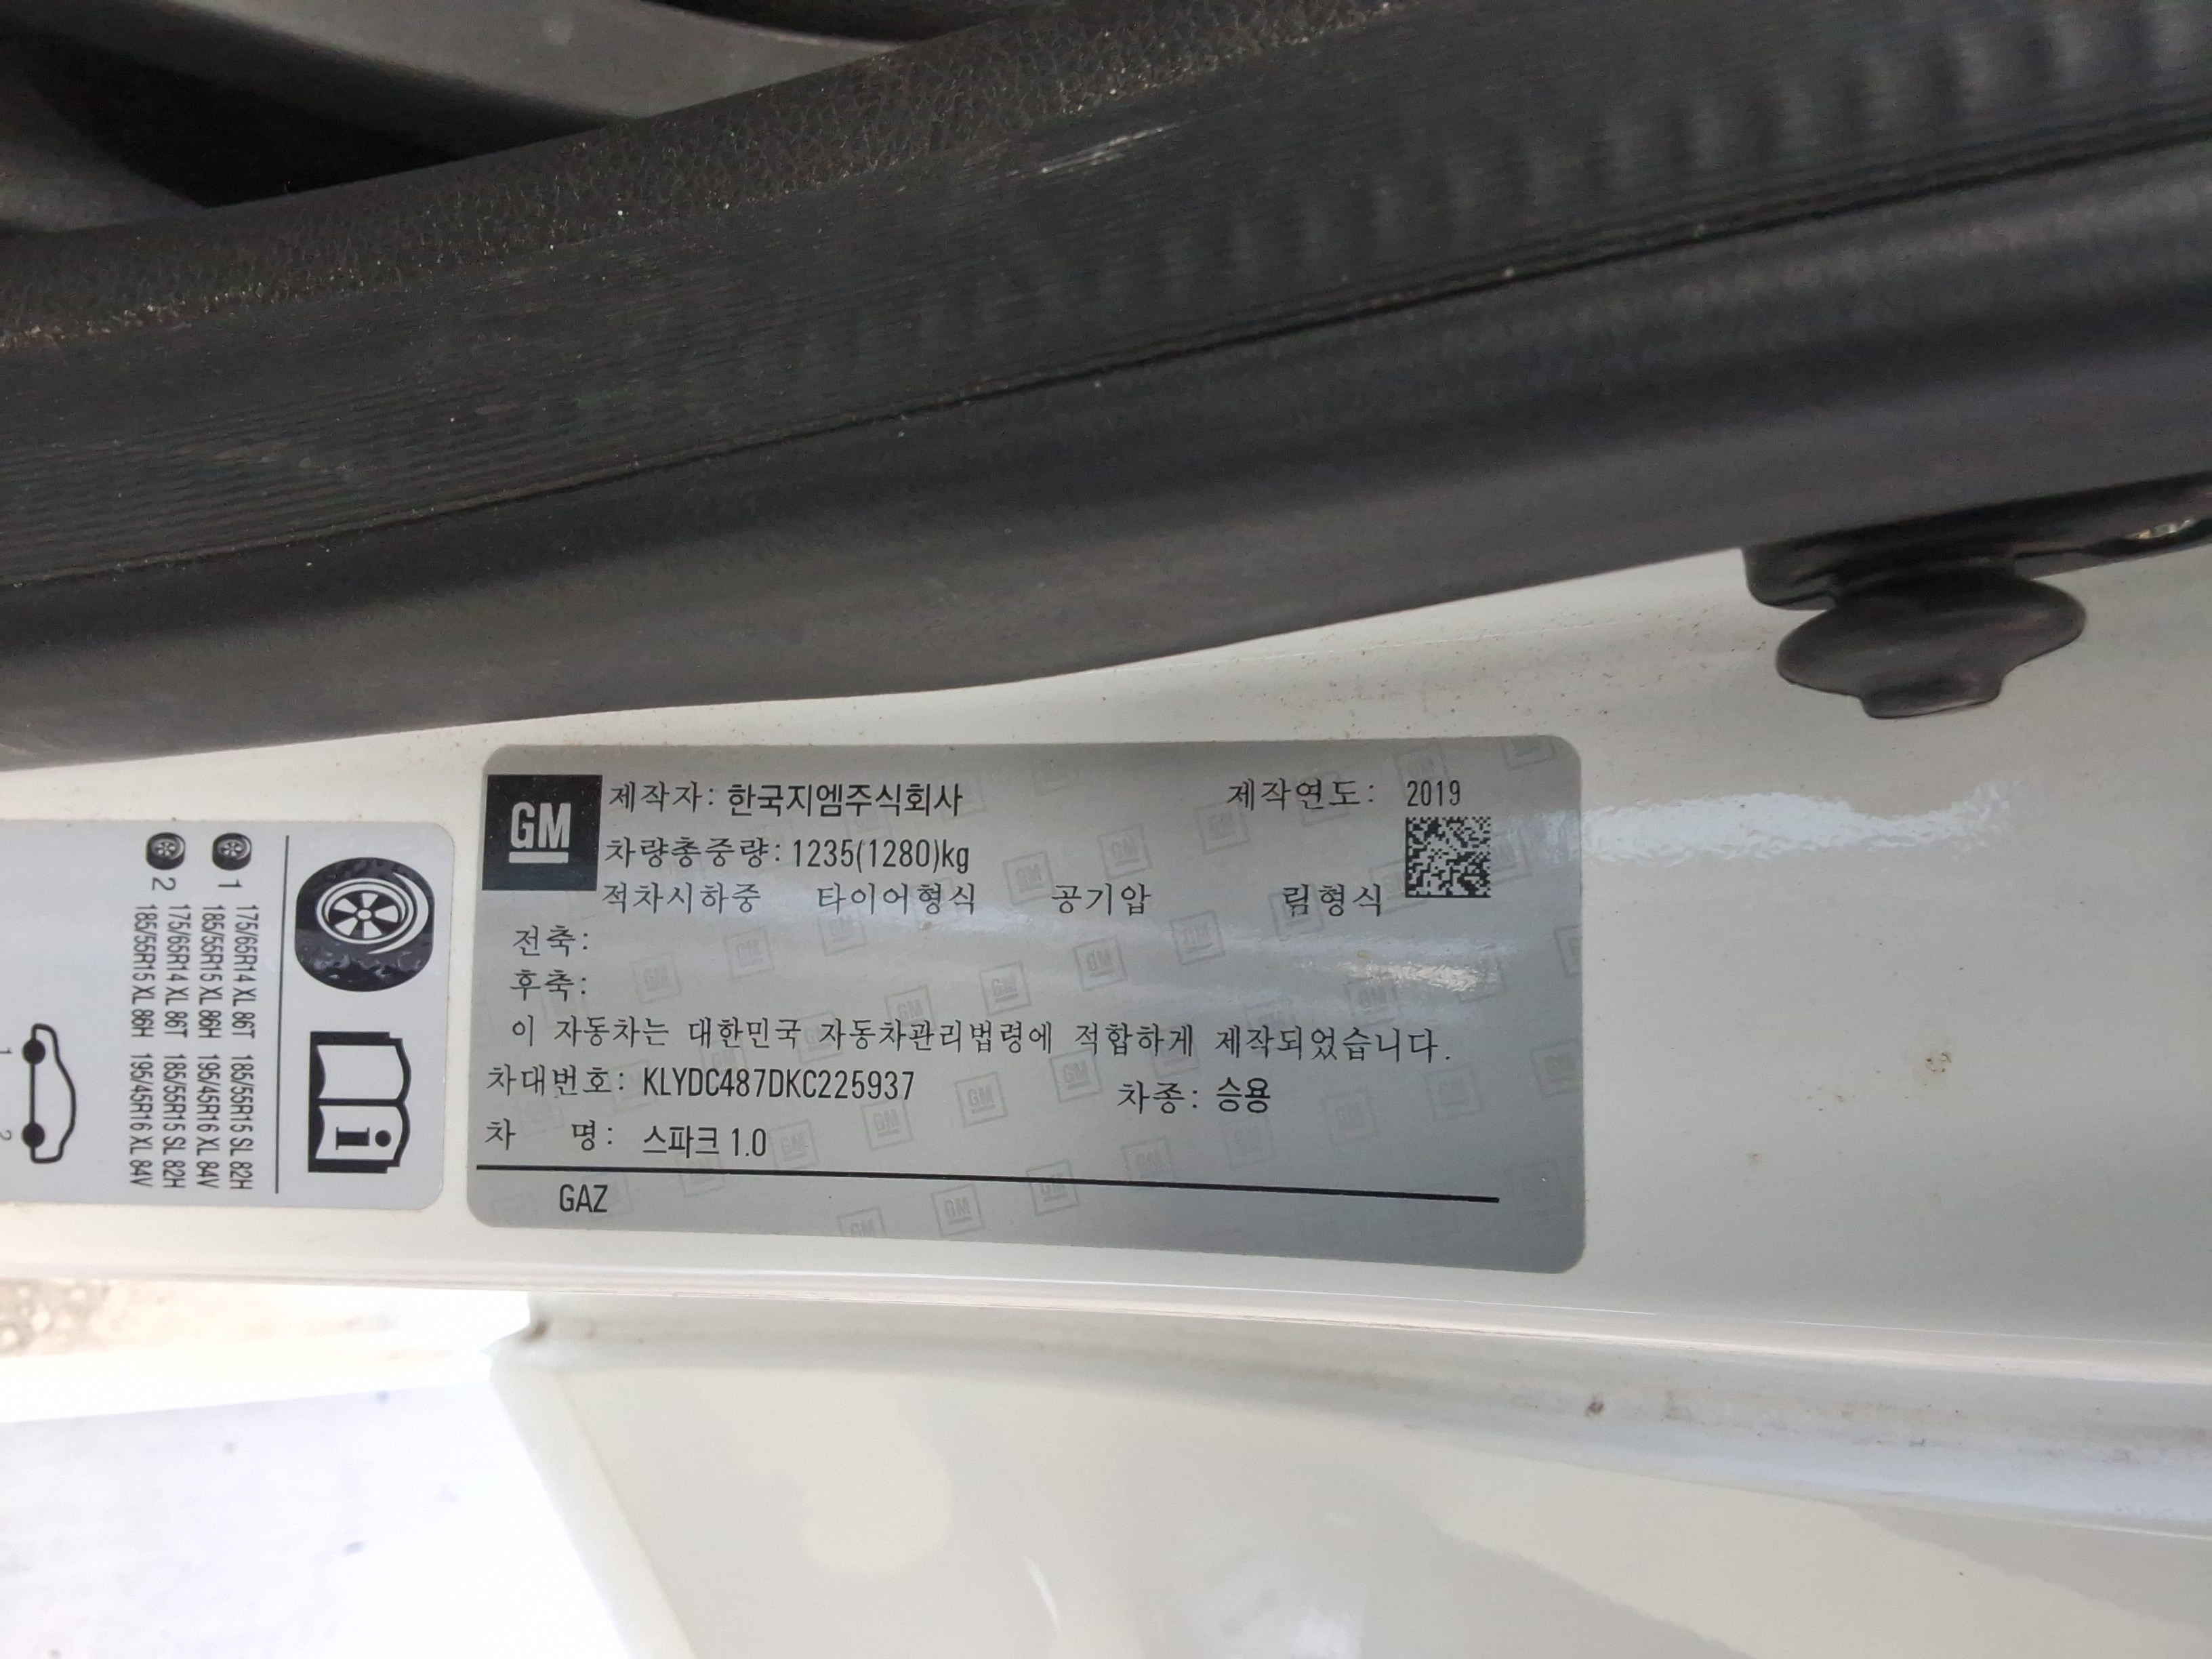 GM
제작자: 한국지엠주식회사 제작연도: 2019
차량총중량: 1235(1280)kg
적차시하중 타이어형식 공기압 림형식
전축:
후축:
이 자동차는 대한민국 자동차관리법령에 적합하게 제작되었습니다.
차대번호: KLYDC487DKC225937 차종: 승용
차 명: 스파크 1.0
GAZ
1 175/65R14 XL 86T 185/55R15 SL 82H
185/55R15 XL 86H 195/45R16 XL 84V
2 175/65R14 XL 86T 185/55R15 SL 82H
185/55R15 XL 86H 195/45R16 XL 84V
i
1 2